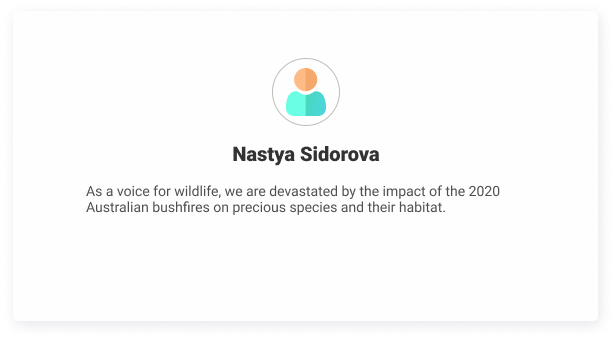 Nastya Sidorova
As a voice for wildlife, we are devastated by the impact of the 2020
Australian bushfires on precious species and their habitat.